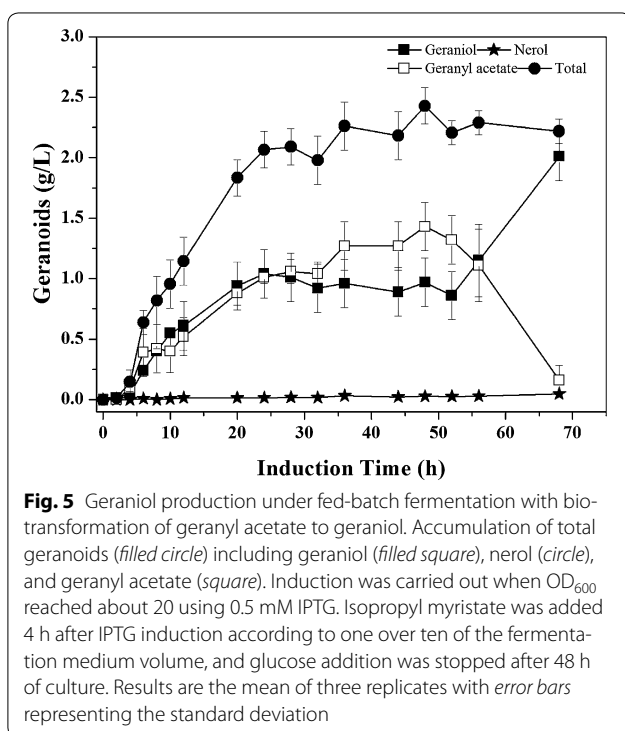 3.0
2.5
2.0
1.5
1.0
0.5
0.0
Geranoids (g/L)
Geraniol Nerol
Geranyl acetate Total
0 10 20 30 40 50 60 70
Induction Time (h)
Fig. 5 Geraniol production under fed-batch fermentation with bio-
transformation of geranyl acetate to geraniol. Accumulation of total
geranoids (filled circle) including geraniol (filled square), nerol (circle),
and geranyl acetate (square). Induction was carried out when OD600
reached about 20 using 0.5 mM IPTG. Isopropyl myristate was added
4 h after IPTG induction according to one over ten of the fermenta-
tion medium volume, and glucose addition was stopped after 48 h
of culture. Results are the mean of three replicates with error bars
representing the standard deviation